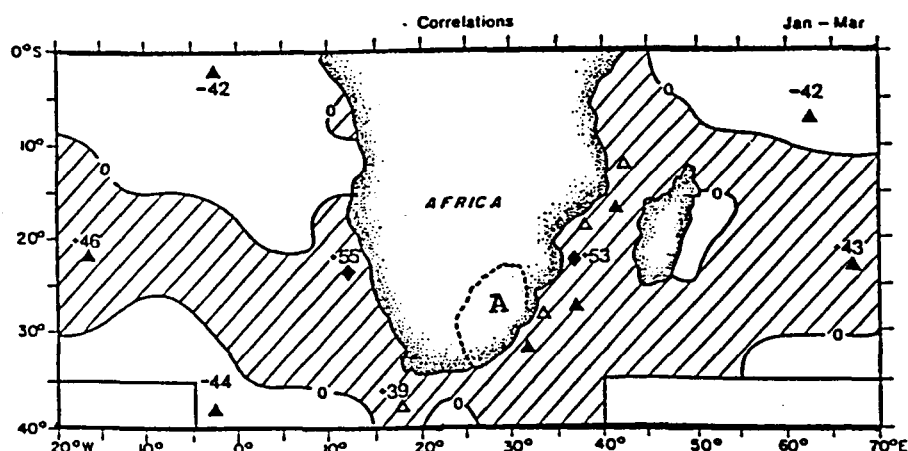 Correlations Jan – Mar
0°S
-42 -42
0 0
10°
0
AFRICA
0
20° +46 +55 +53 +43
A
30°
0
-44 0 +39 0
40°
20°W 10° 0° 10° 20° 30° 40° 50° 60° 70°E